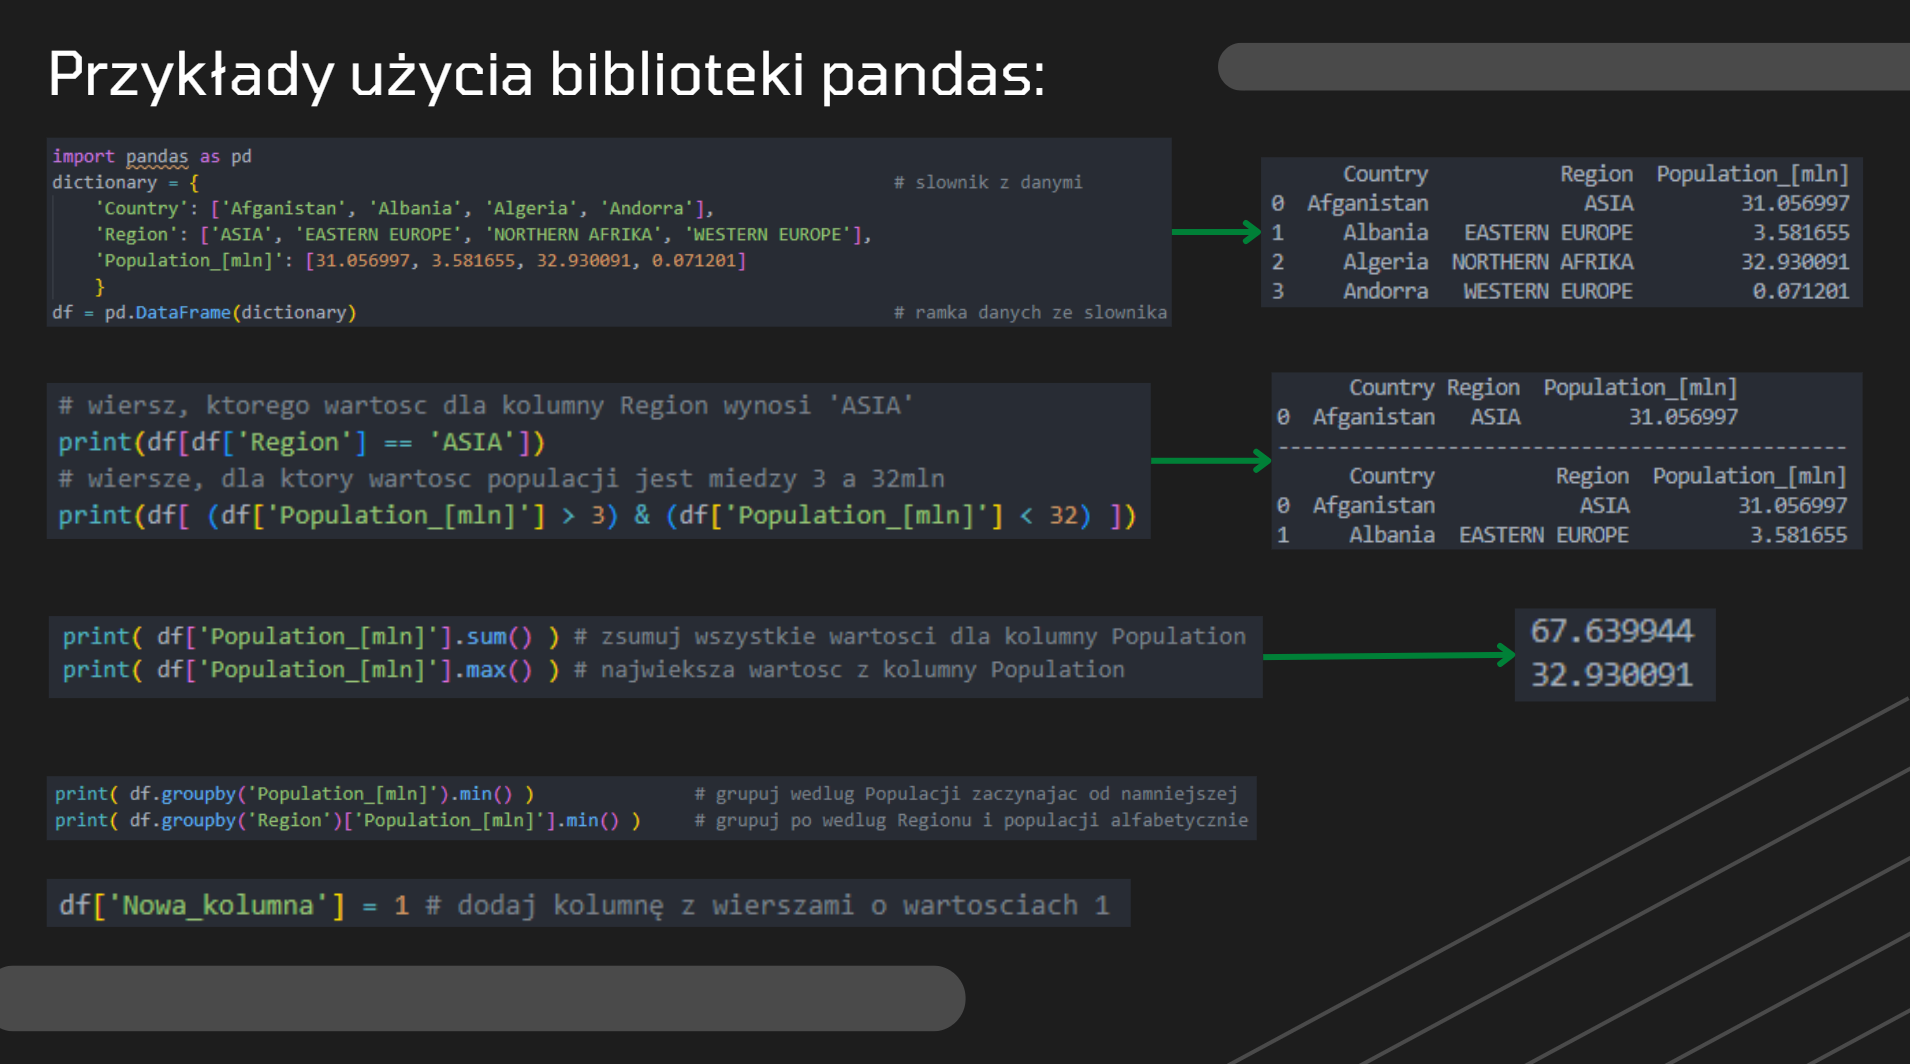 Przykłady użycia biblioteki pandas:
import pandas as pd
dictionary = { # slownik z danymi
'Country': ['Afganistan', 'Albania', 'Algeria', 'Andorra'],
'Region': ['ASIA', 'EASTERN EUROPE', 'NORTHERN AFRIKA', 'WESTERN EUROPE'],
'Population_[mln]': [31.056997, 3.581655, 32.930091, 0.071201]
}
df = pd.DataFrame(dictionary) # ramka danych ze slownika
Country Region Population_[mln]
0 Afganistan ASIA 31.056997
1 Albania EASTERN EUROPE 3.581655
2 Algeria NORTHERN AFRIKA 32.930091
3 Andorra WESTERN EUROPE 0.071201
# wiersz, ktorego wartosc dla kolumny Region wynosi 'ASIA'
print(df[df['Region'] == 'ASIA'])
# wiersze, dla ktory wartosc populacji jest miedzy 3 a 32mln
print(df[ (df['Population_[mln]'] > 3) & (df['Population_[mln]'] < 32) ])
Country Region Population_[mln]
0 Afganistan ASIA 31.056997
-----------------------------------------------
Country Region Population_[mln]
0 Afganistan ASIA 31.056997
1 Albania EASTERN EUROPE 3.581655
print( df['Population_[mln]'].sum() ) # zsumuj wszystkie wartosci dla kolumny Population
print( df['Population_[mln]'].max() ) # najwieksza wartosc z kolumny Population
67.639944
32.930091
print( df.groupby('Population_[mln]').min() ) # grupuj wedlug Populacji zaczynajac od namniejszej
print( df.groupby('Region')['Population_[mln]'].min() ) # grupuj po wedlug Regionu i populacji alfabetycznie
df['Nowa_kolumna'] = 1 # dodaj kolumnę z wierszami o wartosciach 1